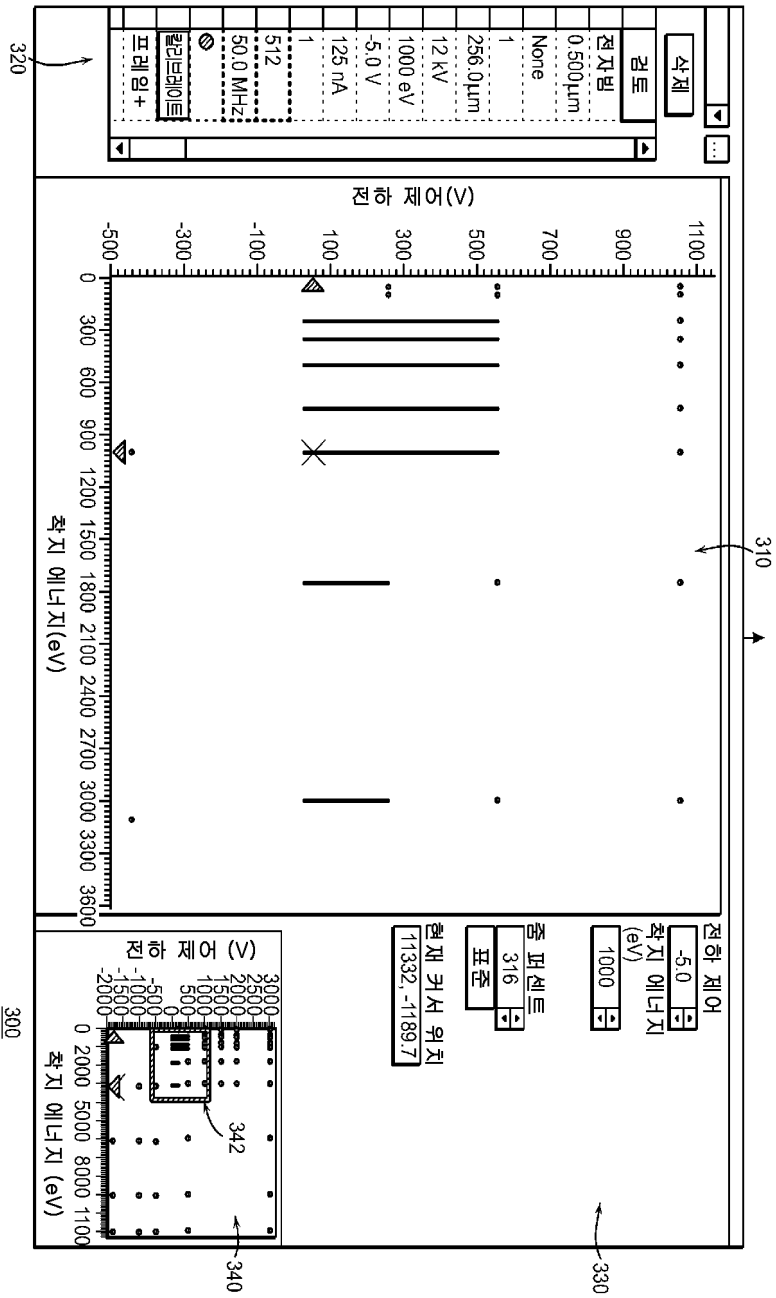 320
삭제
...
검토
전자빔
0.500μm
None
1
256.0μm
12 kV
1000 eV
-5.0 V
125 nA
1
512
50.0 MHz
캘리브레이트
프레임+
310
전하 제어(V)
1100
900
700
500
300
100
-100
-300
-500
0 300 600 900 1200 1500 1800 2100 2400 2700 3000 3300 3600
착지 에너지(eV)
330
전하 제어
-5.0
착지 에너지
(eV)
1000
줌 퍼센트
316
표준
현재 커서 위치
11332, -1189.7
340
342
전하 제어 (V)
3000
2000
1500
1000
500
0
-500
-1000
-1500
-2000
0 2000 5000 8000 1100
착지 에너지 (eV)
300